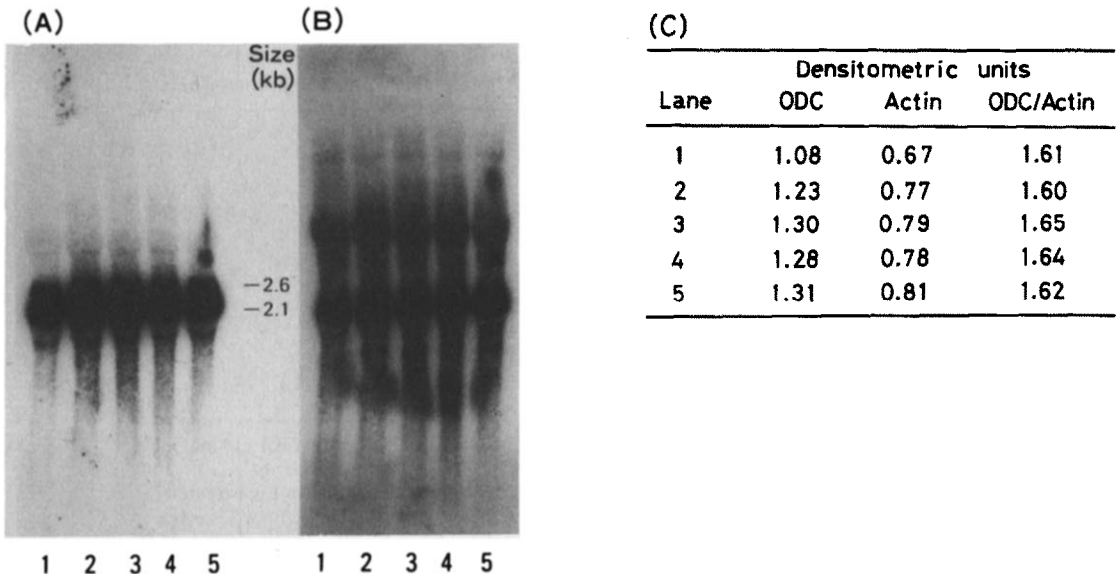 (A)
Size
(kb)
–2.6
–2.1
1 2 3 4 5
(B)
1 2 3 4 5
(C)
Densitometric units
Lane ODC Actin ODC/Actin
1 1.08 0.67 1.61
2 1.23 0.77 1.60
3 1.30 0.79 1.65
4 1.28 0.78 1.64
5 1.31 0.81 1.62